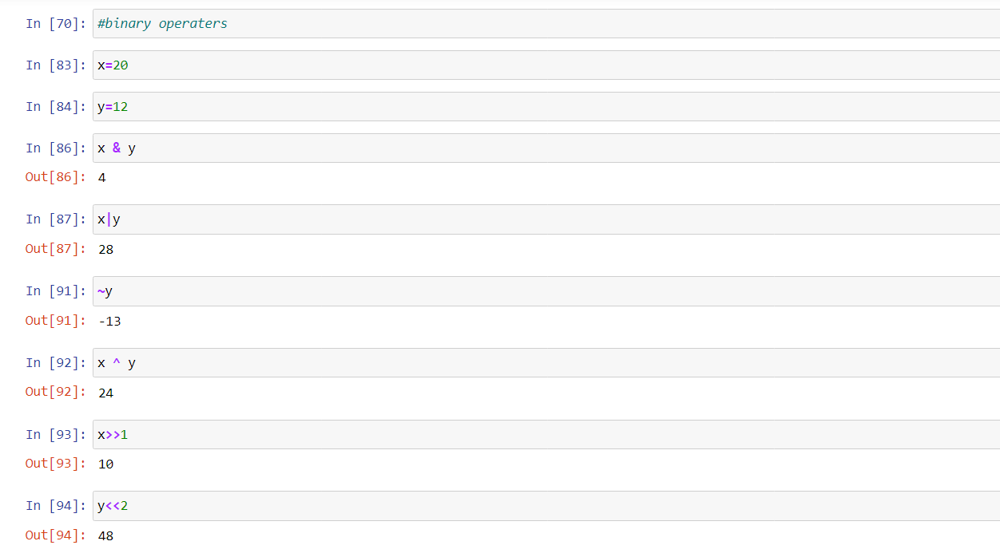 In [70]: #binary operaters
In [83]: x=20
In [84]: y=12
In [86]: x & y
Out[86]: 4
In [87]: x|y
Out[87]: 28
In [91]: ~y
Out[91]: -13
In [92]: x ^ y
Out[92]: 24
In [93]: x>>1
Out[93]: 10
In [94]: y<<2
Out[94]: 48